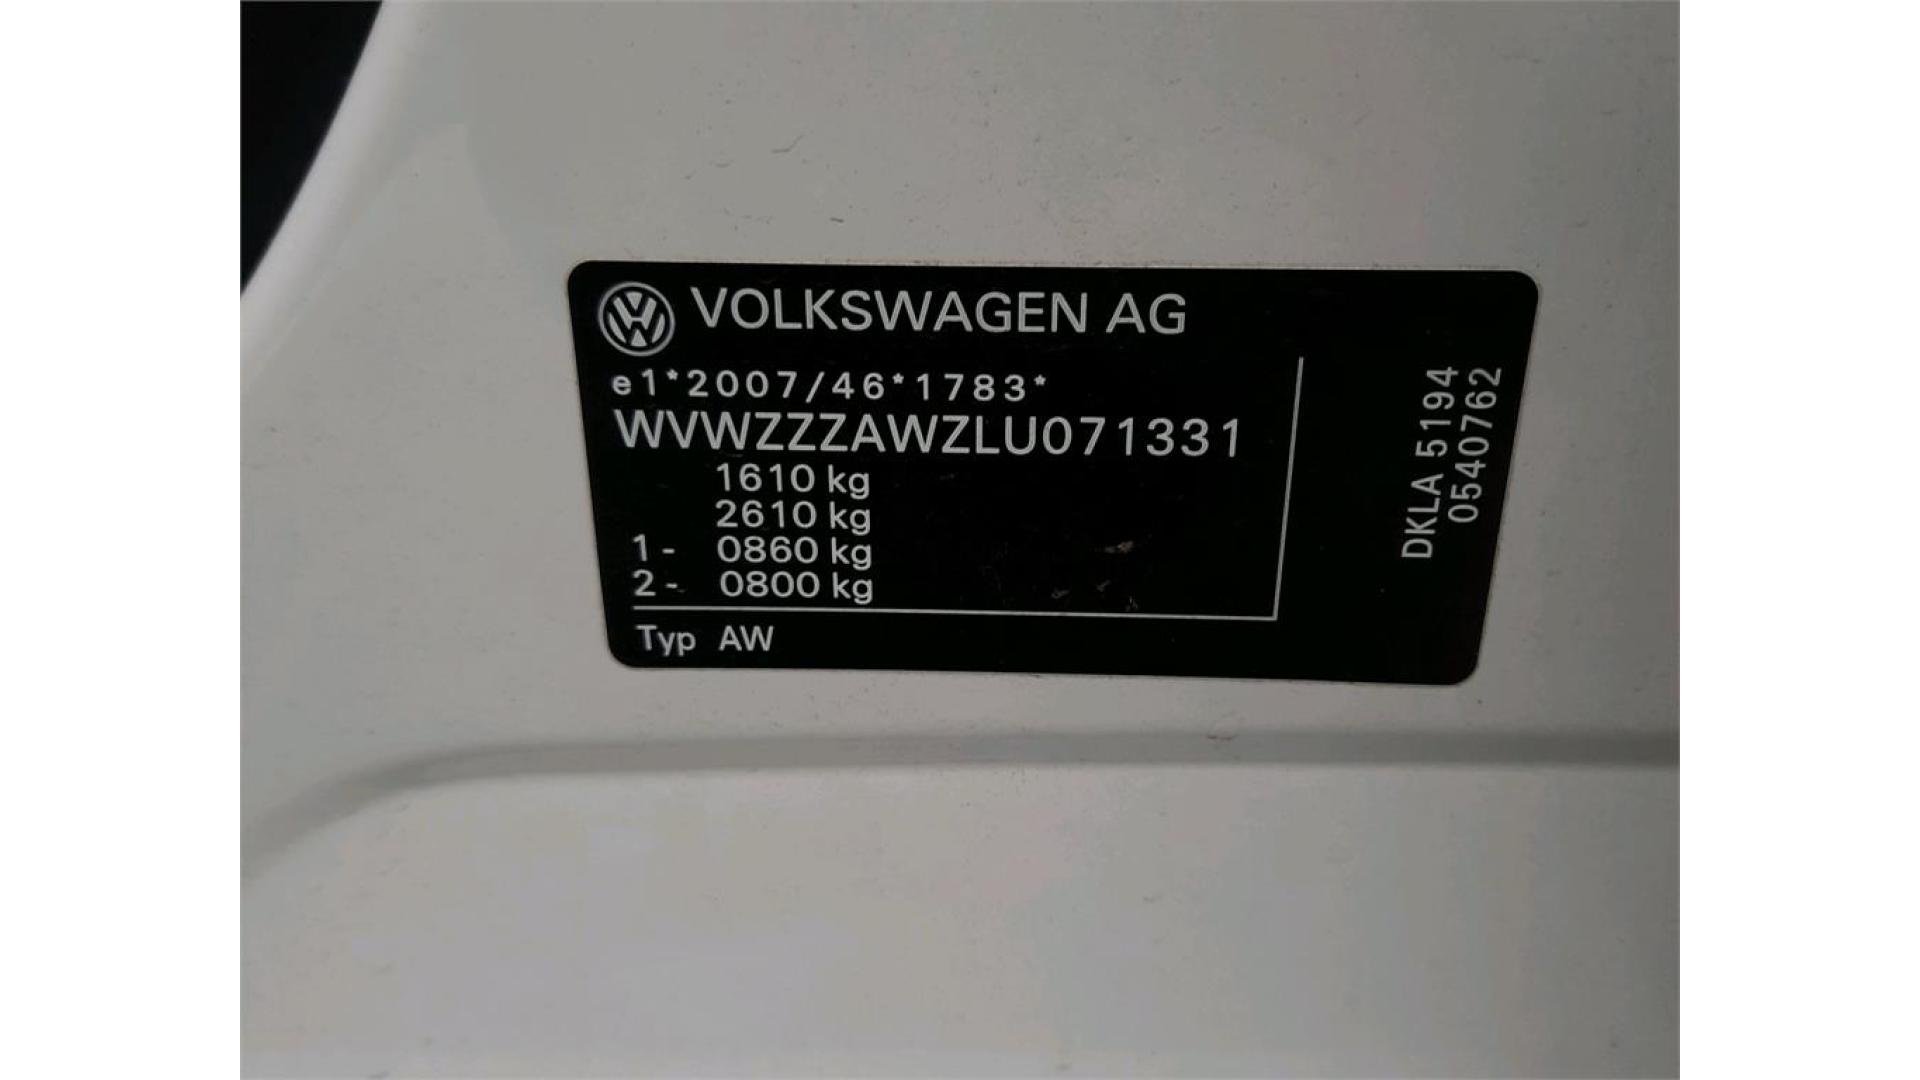 VOLKSWAGEN AG
e1*2007/46*1783*
WVWZZZAWZLU071331
1610 kg
2610 kg
1- 0860 kg
2- 0800 kg
Typ AW
DKLA 55194
0540762